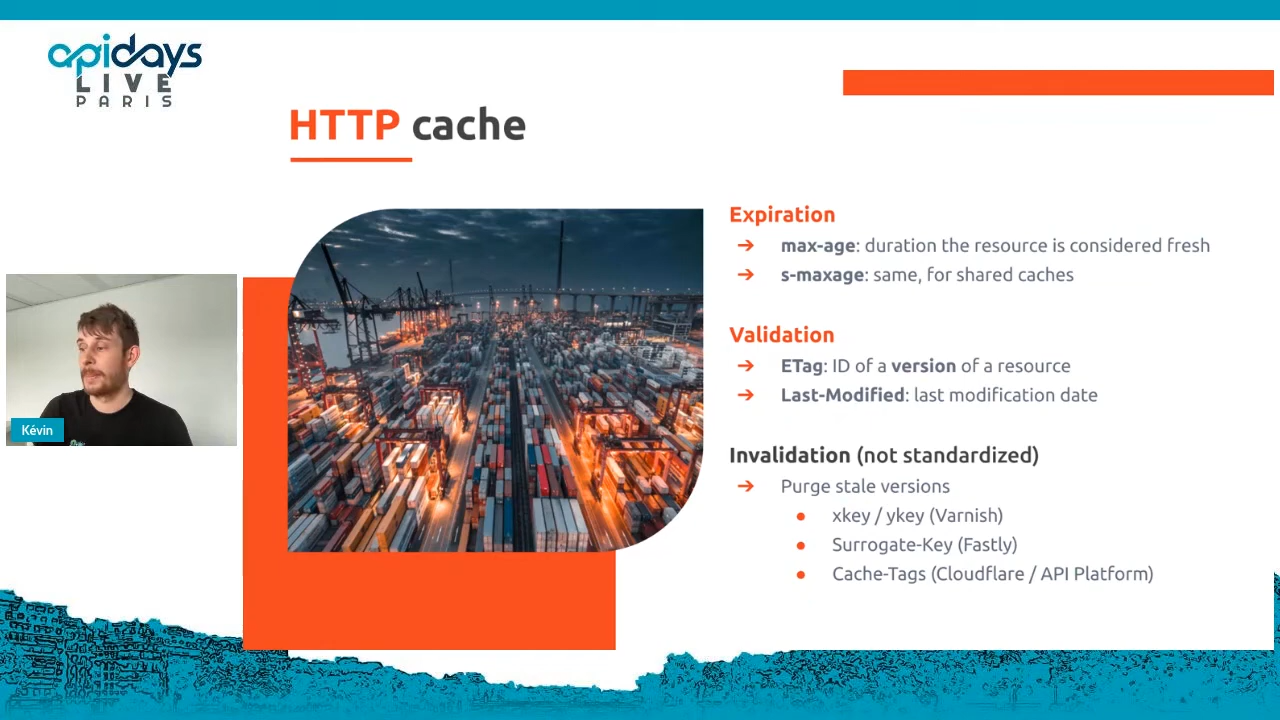 apidays
LIVE
PARIS
HTTP cache
Expiration
➔ max-age: duration the resource is considered fresh
➔ s-maxage: same, for shared caches
Validation
➔ ETag: ID of a version of a resource
➔ Last-Modified: last modification date
Invalidation (not standardized)
➔ Purge stale versions
● xkey / ykey (Varnish)
● Surrogate-Key (Fastly)
● Cache-Tags (Cloudflare / API Platform)
Kévin